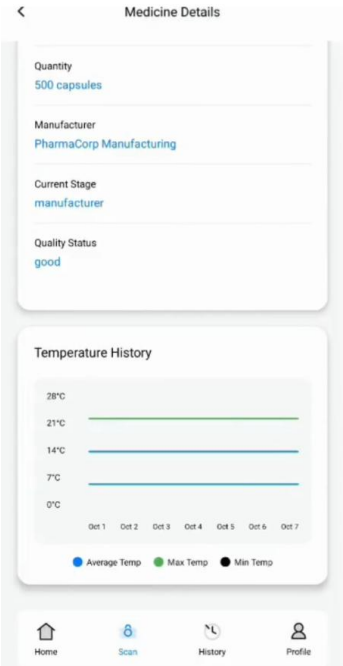 Medicine Details
Quantity
500 capsules
Manufacturer
PharmaCorp Manufacturing
Current Stage
manufacturer
Quality Status
good
Temperature History
28°C
21°C
14°C
7°C
0°C
Oct 1 Oct 2 Oct 3 Oct 4 Oct 5 Oct 6 Oct 7
Average Temp Max Temp Min Temp
Home Scan History Profile